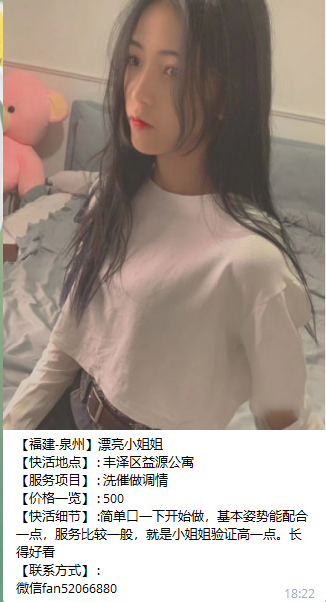 【福建-泉州】漂亮小姐姐
【快活地点】: 丰泽区益源公寓
【服务项目】: 洗催做调情
【价格一览】: 500
【快活细节】:简单口一下开始做，基本姿势能配合
一点，服务比较一般，就是小姐姐验证高一点。长
得好看
【联系方式】:
微信fan52066880
18:22